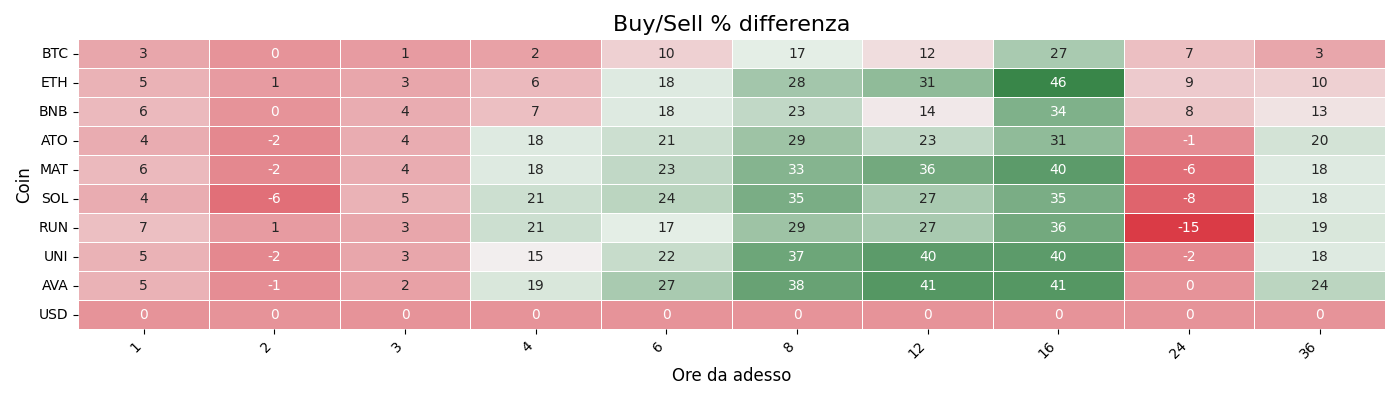 Buy/Sell % differenza
Coin
BTC 3 0 1 2 10 17 12 27 7 3
ETH 5 1 3 6 18 28 31 46 9 10
BNB 6 0 4 7 18 23 14 34 8 13
ATO 4 -2 4 18 21 29 23 31 -1 20
MAT 6 -2 4 18 23 33 36 40 -6 18
SOL 4 -6 5 21 24 35 27 35 -8 18
RUN 7 1 3 21 17 29 27 36 -15 19
UNI 5 -2 3 15 22 37 40 40 -2 18
AVA 5 -1 2 19 27 38 41 41 0 24
USD 0 0 0 0 0 0 0 0 0 0
1 2 3 4 6 8 12 16 24 36
Ore da adesso